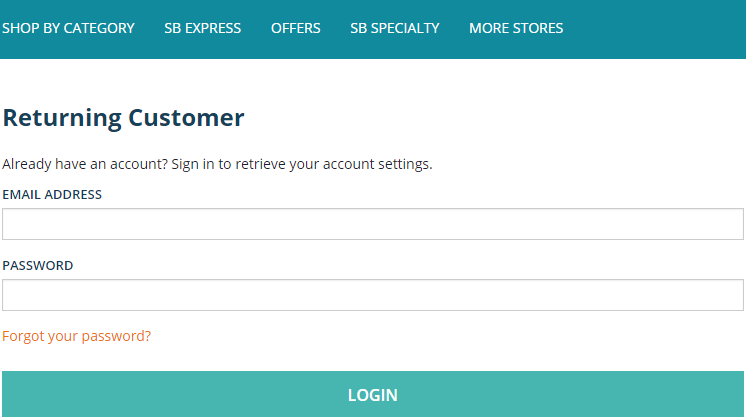 SHOP BY CATEGORY SB EXPRESS OFFERS SB SPECIALTY MORE STORES
Returning Customer
Already have an account? Sign in to retrieve your account settings.
EMAIL ADDRESS
PASSWORD
Forgot your password?
LOGIN